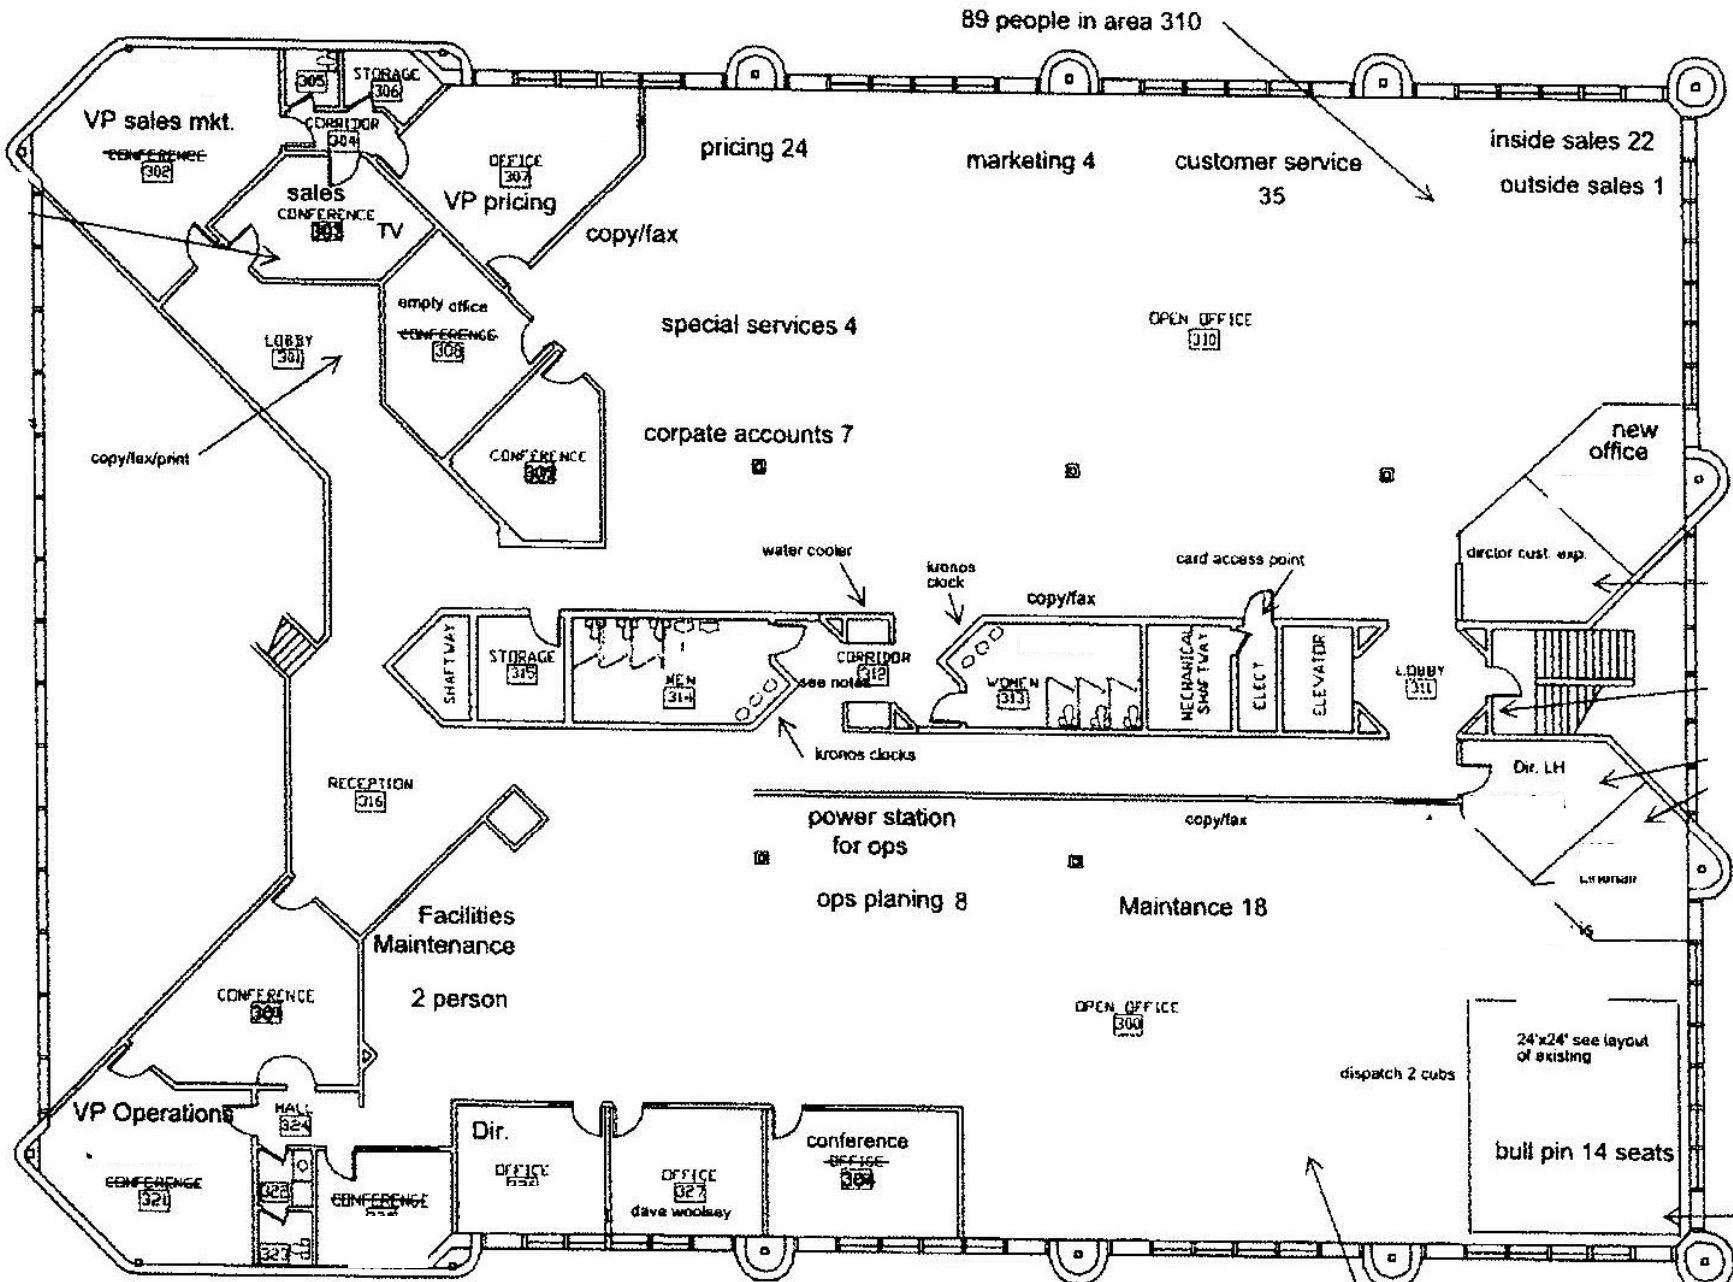 89 people in area 310
305
STORAGE
306
VP sales mkt.
CONFERENCE
302
CORRIDOR
304
OFFICE
307
VP pricing
pricing 24
marketing 4
customer service
35
inside sales 22
outside sales 1
sales
CONFERENCE
303
TV
copy/fax
empty office
CONFERENCE
308
LOBBY
301
special services 4
OPEN OFFICE
310
copy/fax/print
corpate accounts 7
CONFERENCE
new
office
dirctor cust. exp.
water cooler
kronos
clock
card access point
copy/fax
SHAFTWAY
STORAGE
315
MEN
314
CORRIDOR
312
see notes
WOMEN
313
MECHANICAL
SHAFTWAY
ELECT
ELEVATOR
LOBBY
311
kronos clocks
RECEPTION
316
Dir. LH
power station
for ops
copy/fax
ops planing 8
Maintance 18
is
Facilities
Maintenance
2 person
CONFERENCE
OPEN OFFICE
300
24'x24' see layout
of existing
dispatch 2 cubs
bull pin 14 seats
VP Operations
HALL
324
CONFERENCE
321
322
323
CONFERENCE
Dir.
OFFICE
OFFICE
327
dave woolsey
conference
OFFICE
304